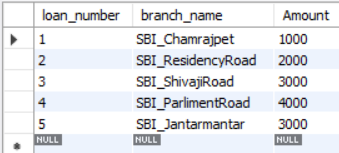 loan_number branch_name Amount
1 SBI_Chamrajpet 1000
2 SBI_ResidencyRoad 2000
3 SBI_ShivajiRoad 3000
4 SBI_ParlimentRoad 4000
5 SBI_Jantarmantar 3000
NULL NULL NULL